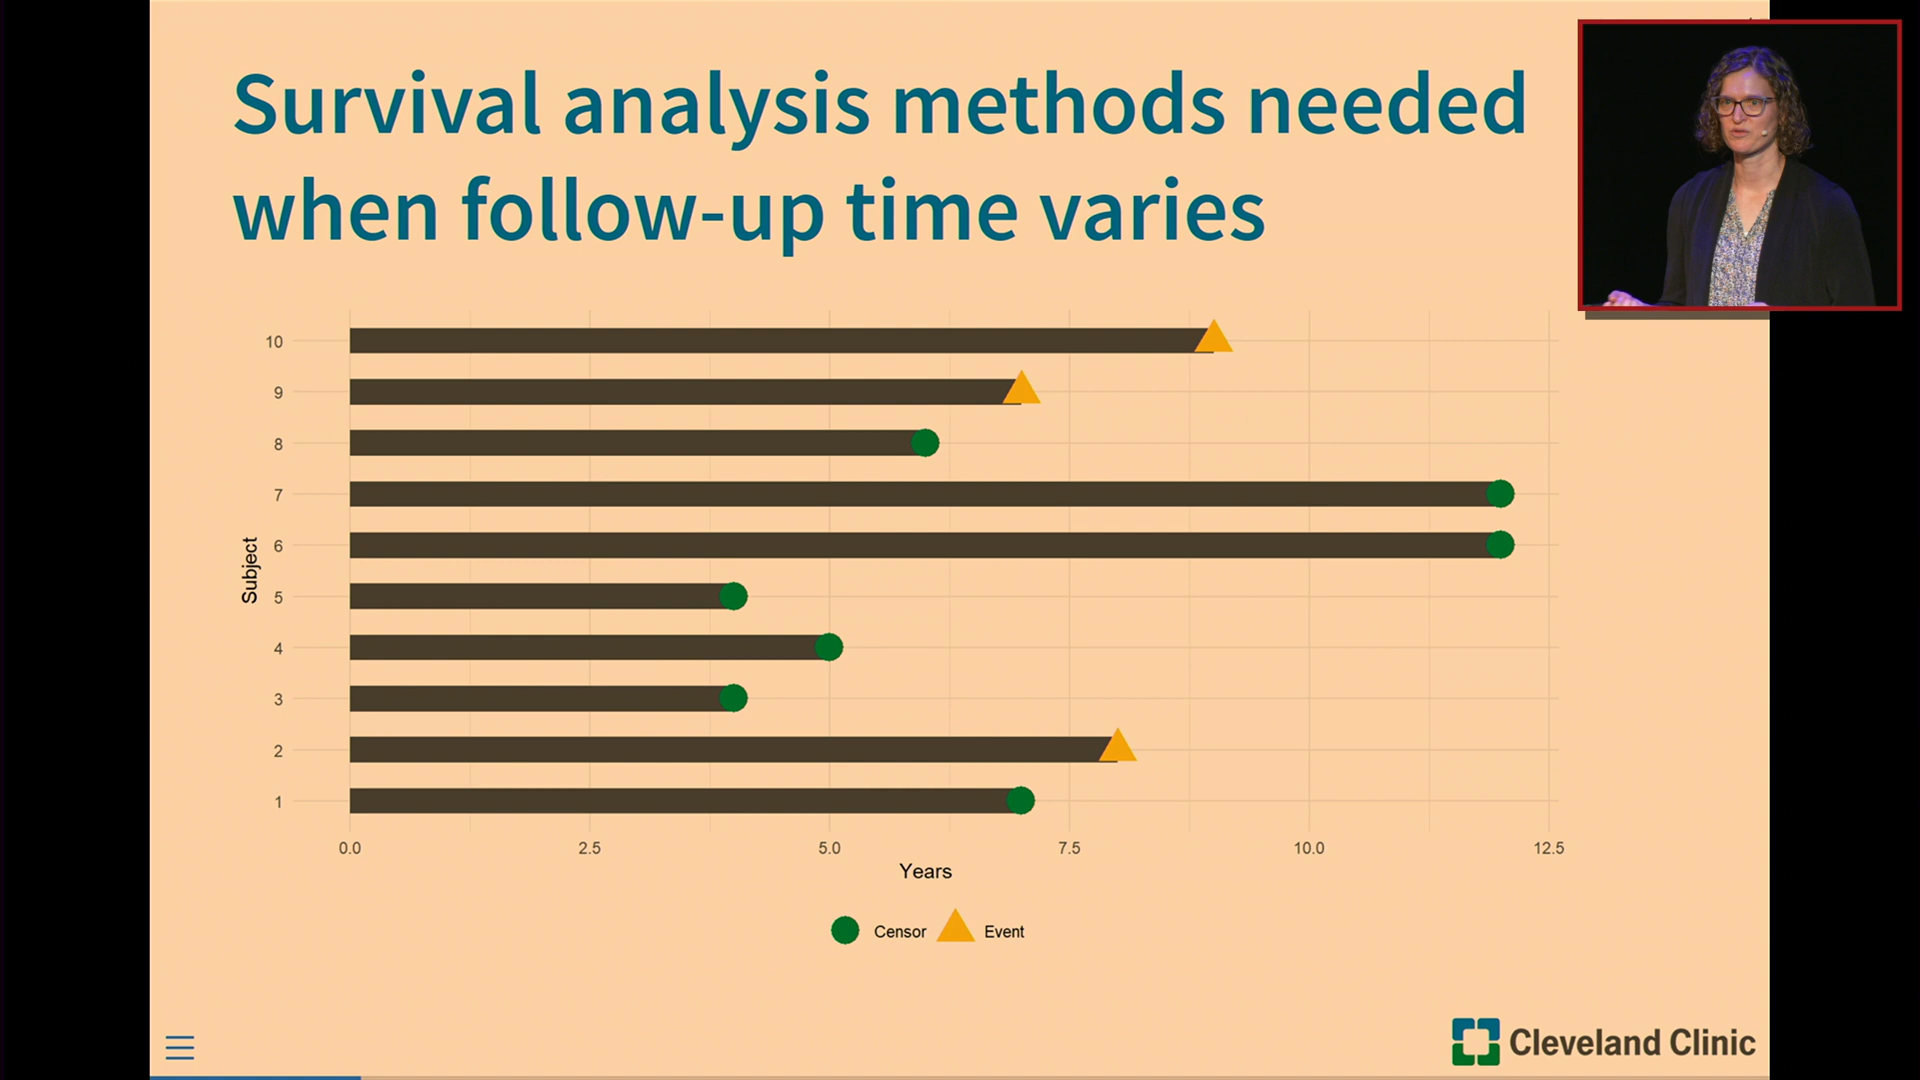 Survival analysis methods needed
when follow-up time varies
10
9
8
7
6
5
4
3
2
1
Subject
0.0 2.5 5.0 7.5 10.0 12.5
Years
Censor Event
Cleveland Clinic